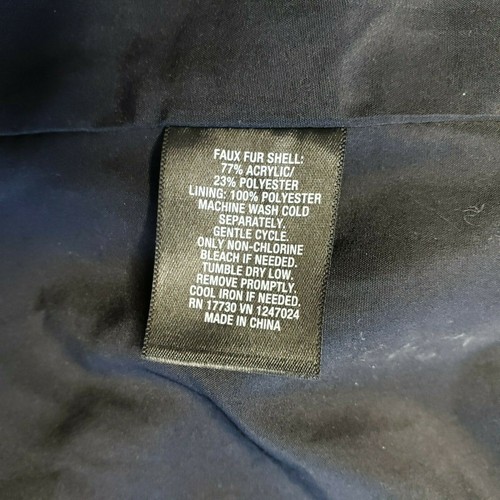 FAUX FUR SHELL:
77% ACRYLIC/
23% POLYESTER
LINING: 100% POLYESTER
MACHINE WASH COLD
SEPARATELY.
GENTLE CYCLE.
ONLY NON-CHLORINE
BLEACH IF NEEDED.
TUMBLE DRY LOW.
REMOVE PROMPTLY.
COOL IRON IF NEEDED.
RN 17730 VN 1247024
MADE IN CHINA